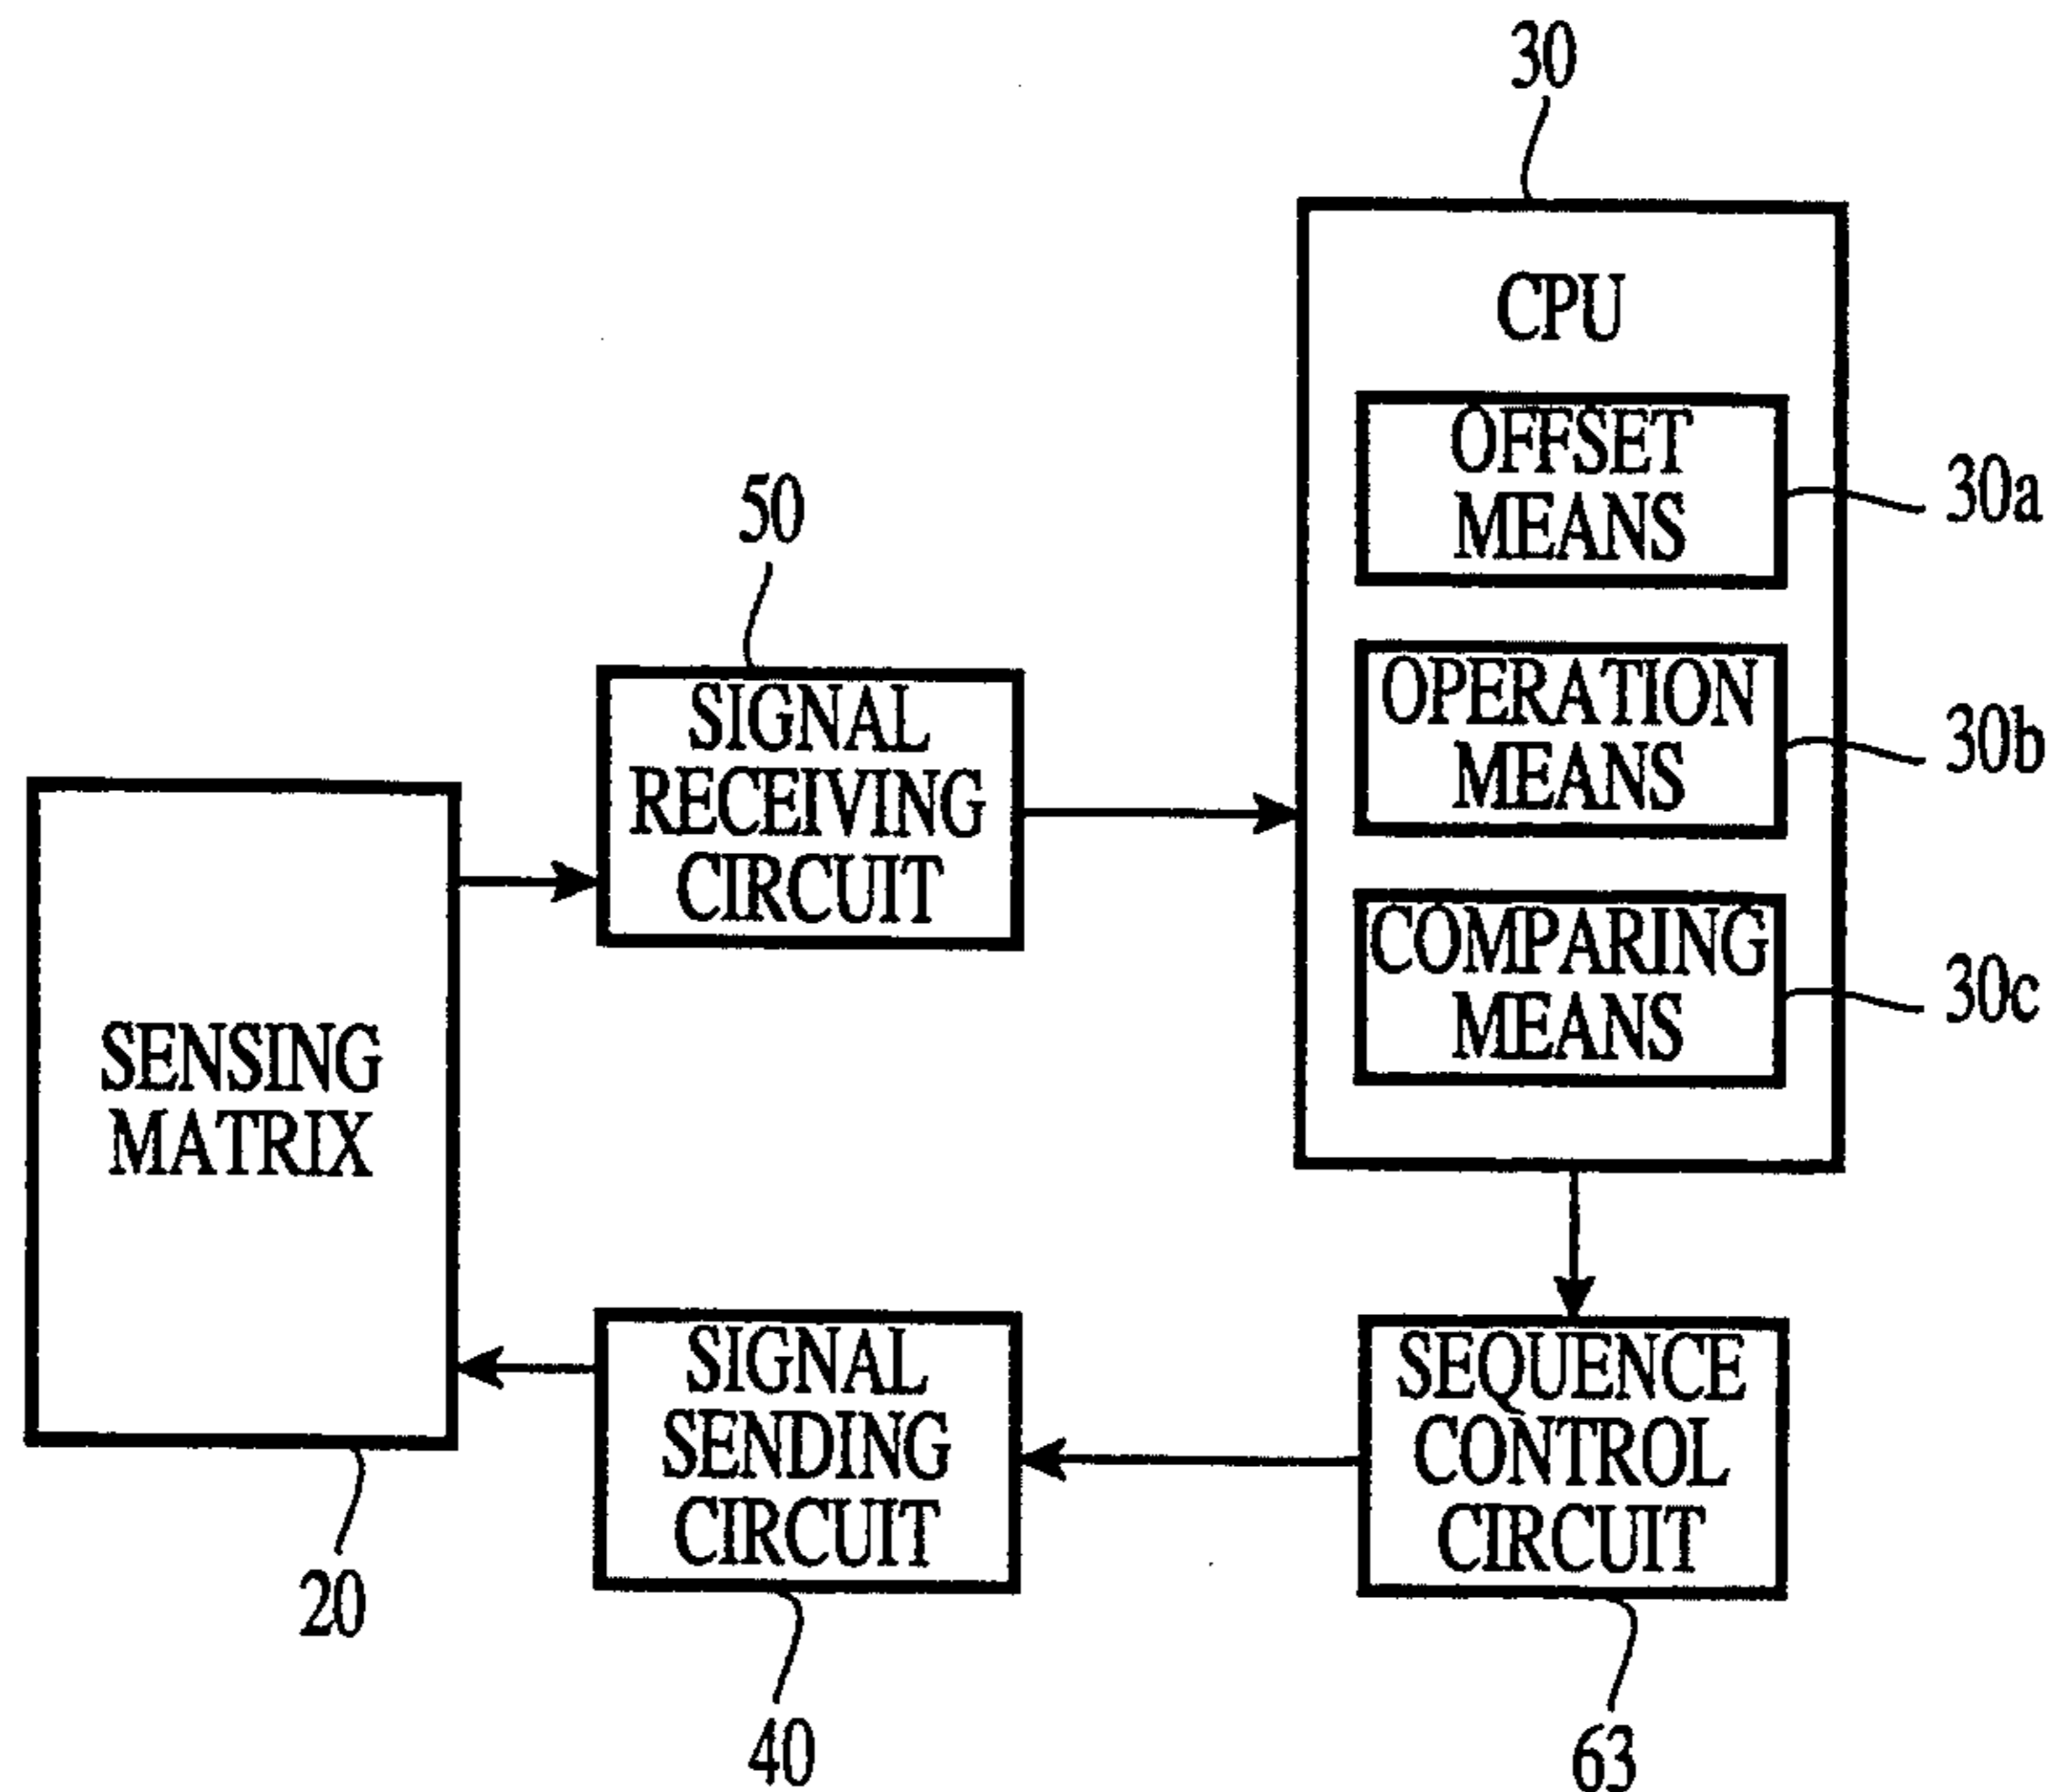 30
CPU
OFFSET
MEANS
30a
50
SIGNAL
RECEIVING
CIRCUIT
OPERATION
MEANS
30b
COMPARING
MEANS
30c
SENSING
MATRIX
20
SIGNAL
SENDING
CIRCUIT
40
SEQUENCE
CONTROL
CIRCUIT
63